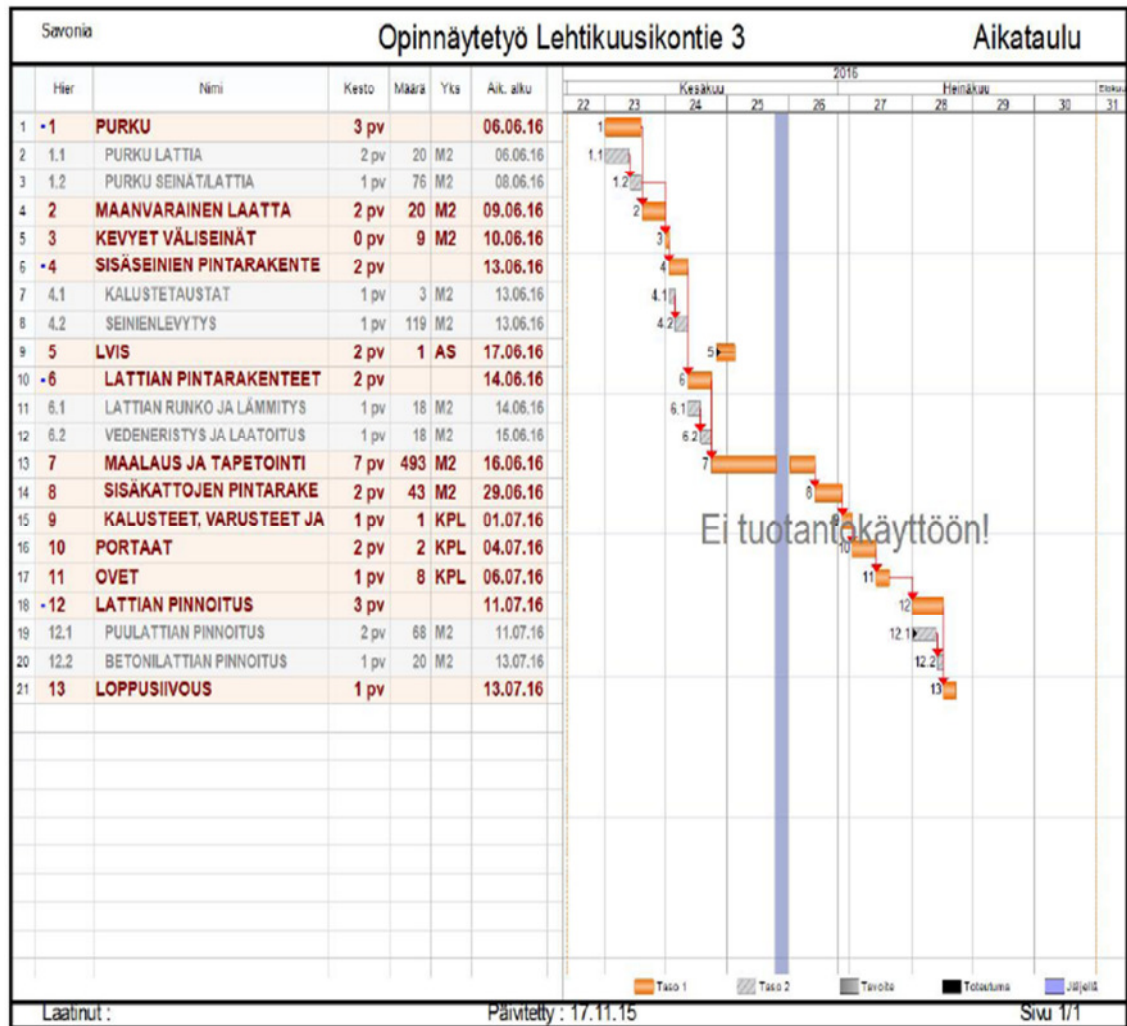 Savonia Opinnäytetyö Lehtikuusikontie 3 Aikataulu
2016
Hier Nimi Kesto Määrä Yks Aik. alku Kesäkuu Heinäkuu Elokuu
22 23 24 25 26 27 28 29 30 31
1 1 PURKU 3 pv 06.06.16 1
2 1.1 PURKU LATTIA 2 pv 20 M2 06.06.16 1.1
3 1.2 PURKU SEINÄT/LATTIA 1 pv 76 M2 08.06.16 1.2
4 2 MAANVARAINEN LAATTA 2 pv 20 M2 09.06.16 2
5 3 KEVYET VÄLISEINÄT 0 pv 9 M2 10.06.16 3
6 4 SISÄSEINIEN PINTARAKENTE 2 pv 13.06.16 4
7 4.1 KALUSTETAUSTAT 1 pv 3 M2 13.06.16 4.1
8 4.2 SEINIENLEVYTYS 1 pv 119 M2 13.06.16 4.2
9 5 LVIS 2 pv 1 AS 17.06.16 5
10 6 LATTIAN PINTARAKENTEET 2 pv 14.06.16 6
11 6.1 LATTIAN RUNKO JA LÄMMITYS 1 pv 18 M2 14.06.16 6.1
12 6.2 VEDENERISTYS JA LAATOITUS 1 pv 18 M2 15.06.16 6.2
13 7 MAALAUS JA TAPETOINTI 7 pv 493 M2 16.06.16 7
14 8 SISÄKATTOJEN PINTARAKE 2 pv 43 M2 29.06.16 8
15 9 KALUSTEET, VARUSTEET JA 1 pv 1 KPL 01.07.16 9
Ei tuotantokäyttöön!
16 10 PORTAAT 2 pv 2 KPL 04.07.16 10
17 11 OVET 1 pv 8 KPL 06.07.16 11
18 12 LATTIAN PINNOITUS 3 pv 11.07.16 12
19 12.1 PUULATTIAN PINNOITUS 2 pv 68 M2 11.07.16 12.1
20 12.2 BETONILATTIAN PINNOITUS 1 pv 20 M2 13.07.16 12.2
21 13 LOPPUSIIVOUS 1 pv 13.07.16 13
Taso 1 Taso 2 Tavoite Toteutuma Jäljellä
Laatinut : Päivitetty : 17.11.15 Sivu 1/1